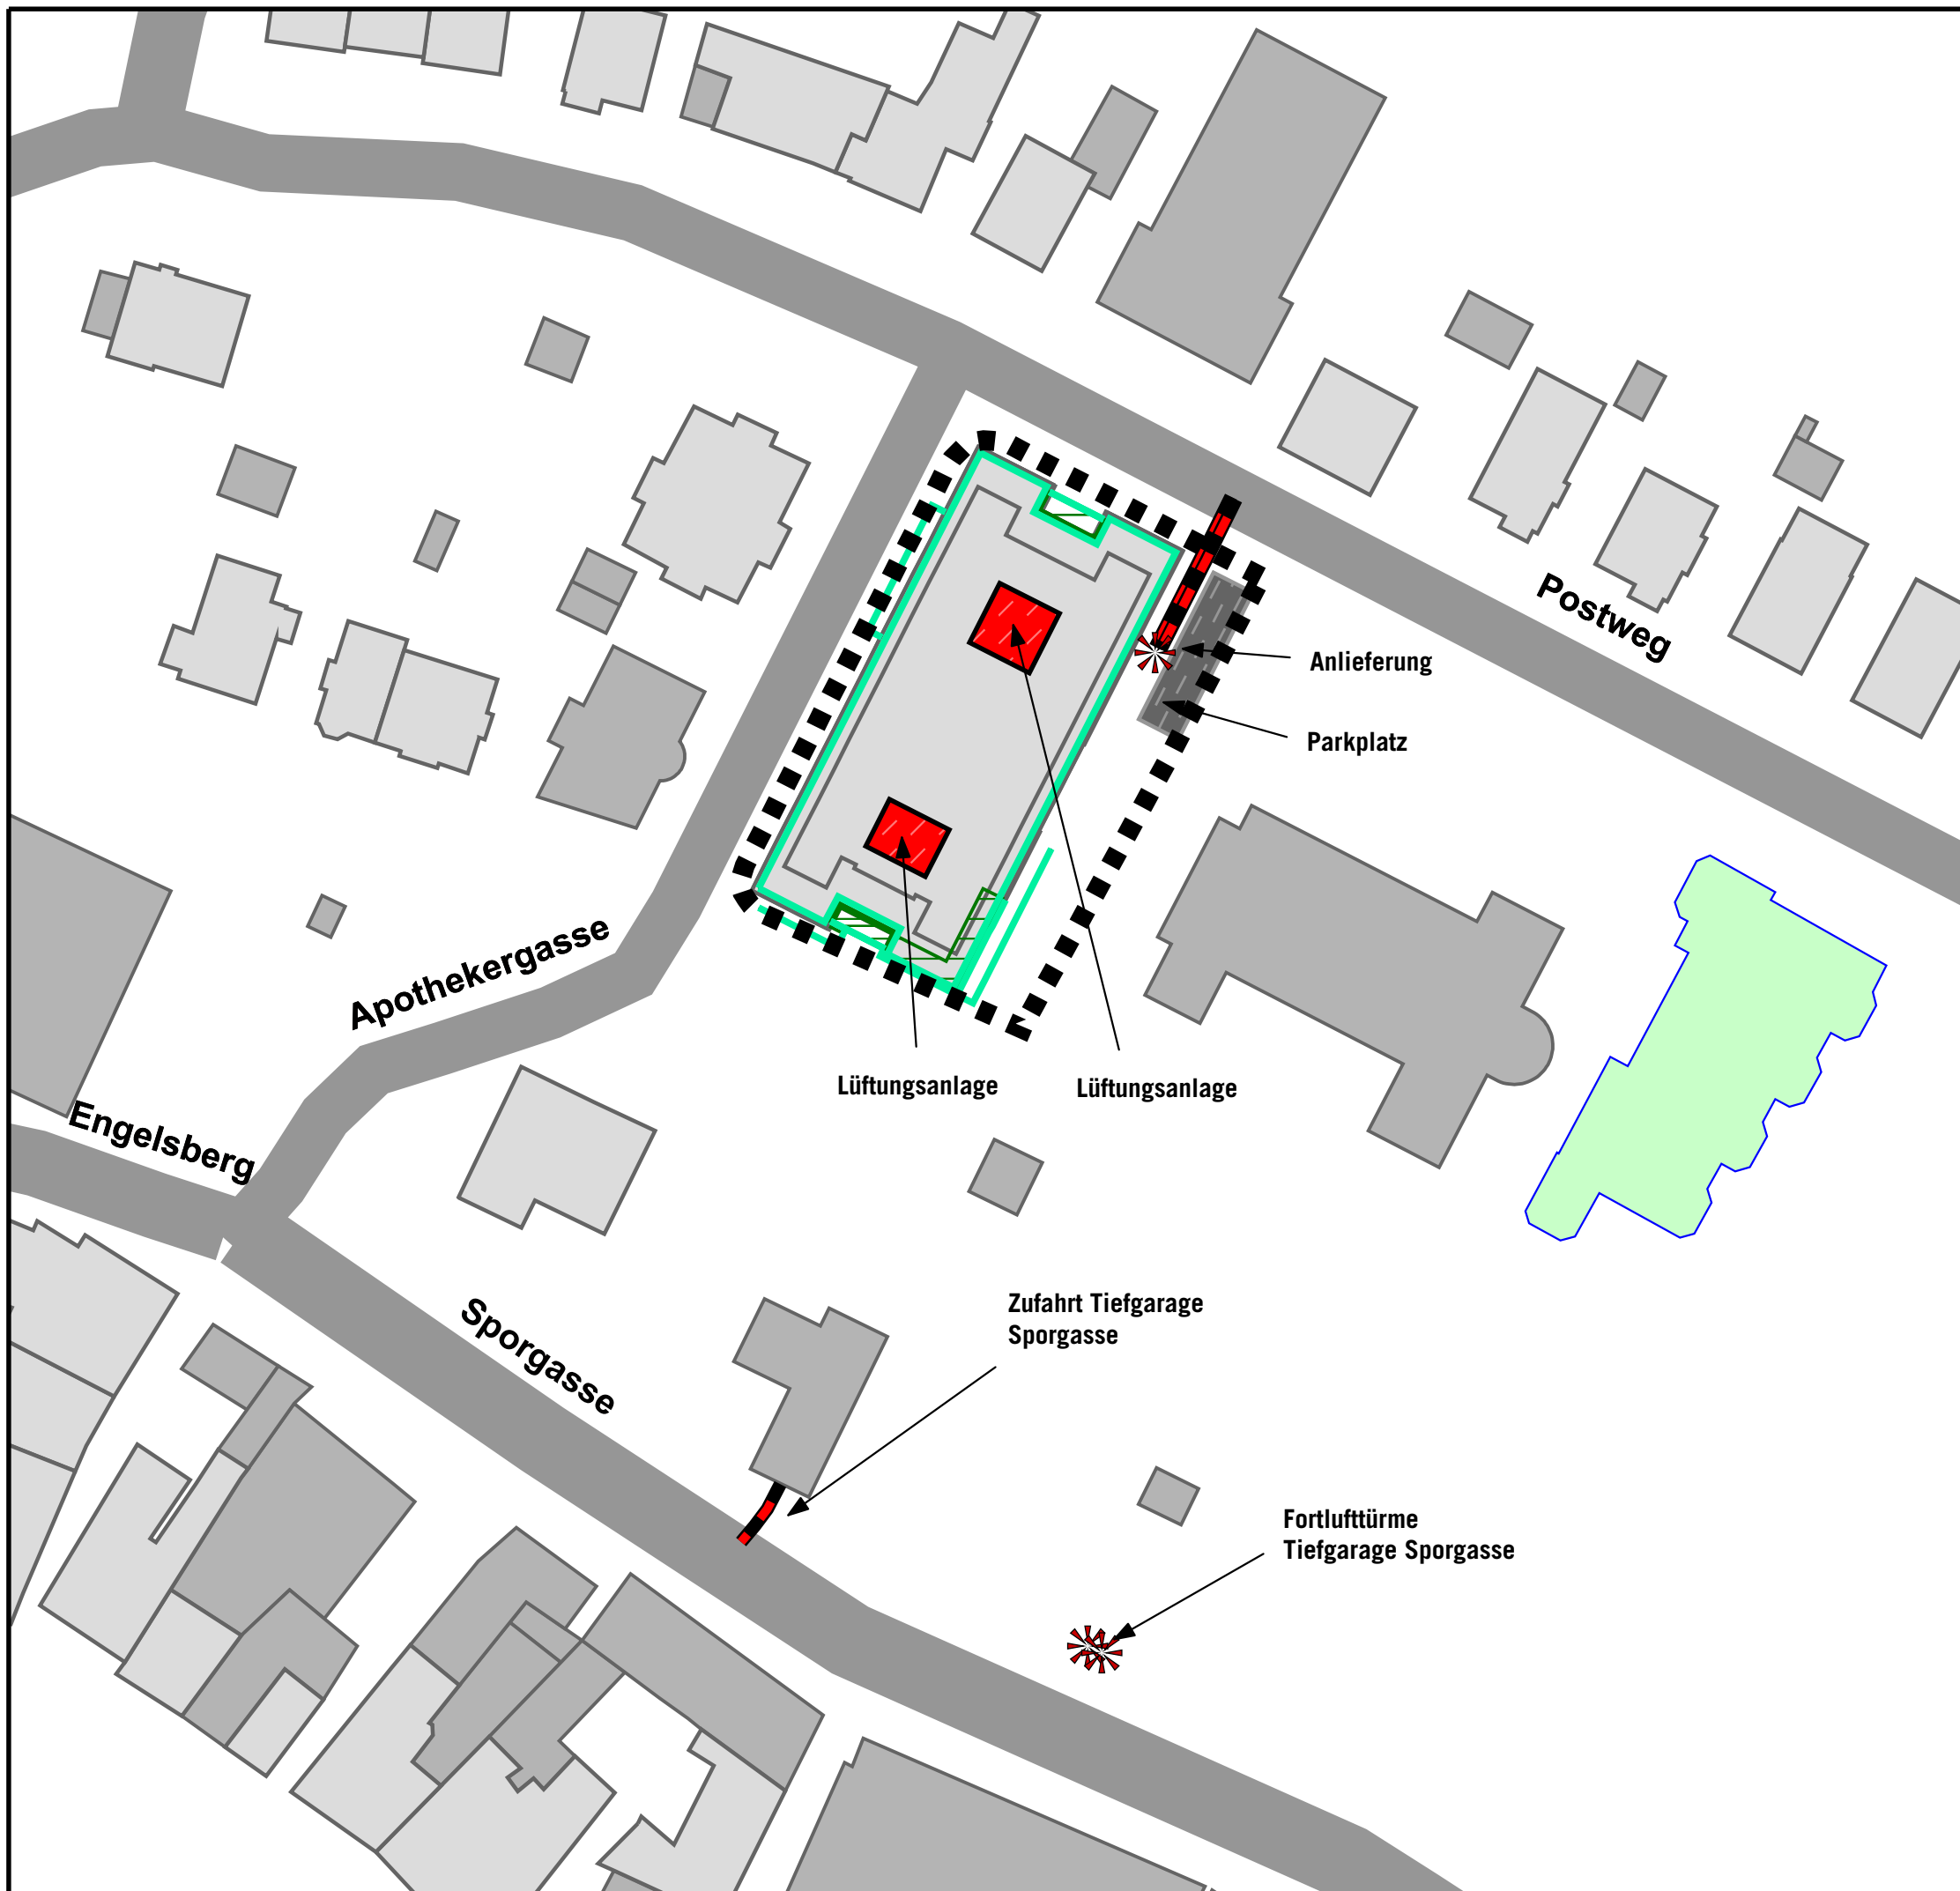 Postweg
Anlieferung
Parkplatz
Apothekergasse
Lüftungsanlage
Lüftungsanlage
Engelsberg
Zufahrt Tiefgarage
Sporgasse
Sporgasse
Fortlufttürme
Tiefgarage Sporgasse